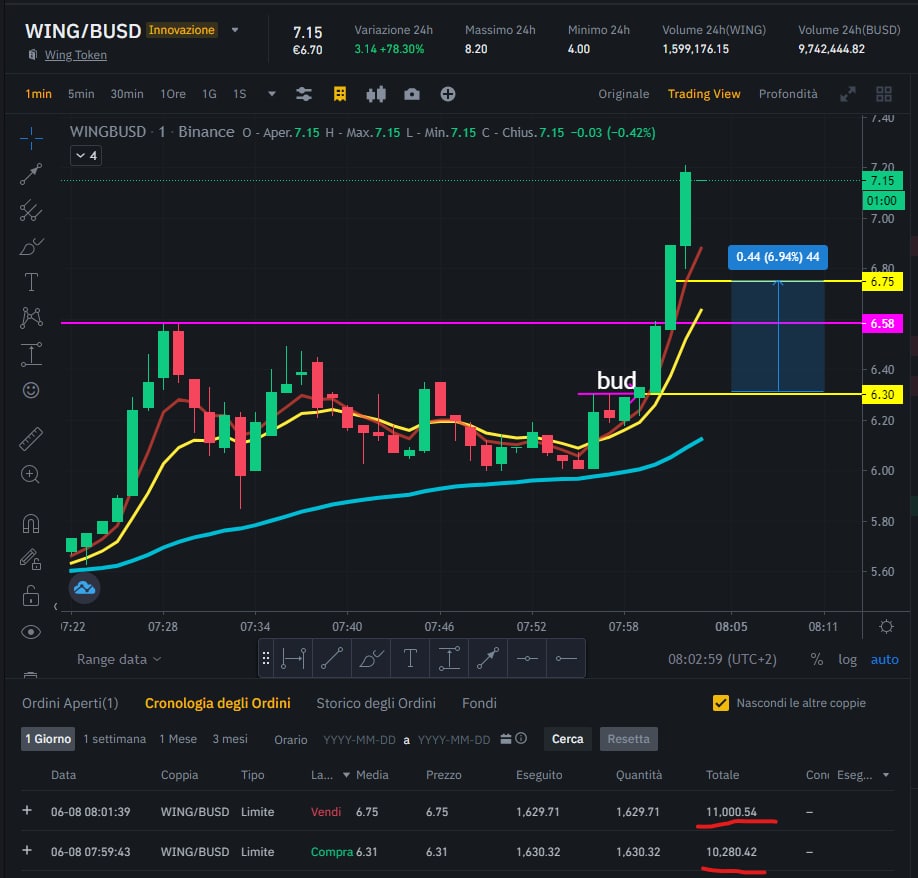 WING/BUSD Innovazione
Wing Token
7.15
€6.70
Variazione 24h
3.14 +78.30%
Massimo 24h
8.20
Minimo 24h
4.00
Volume 24h(WING)
1,599,176.15
Volume 24h(BUSD)
9,742,444.82
1min 5min 30min 1Ore 1G 1S
Originale Trading View Profondità
WINGBUSD · 1 · Binance O - Aper.7.15 H - Max.7.15 L - Min.7.15 C - Chius.7.15 −0.03 (−0.42%)
4
7.40
7.20
7.15
01:00
7.00
6.80
0.44 (6.94%) 44
6.75
6.58
6.40
bud
6.30
6.20
6.00
5.80
5.60
7:22 07:28 07:34 07:40 07:46 07:52 07:58 08:05 08:11
Range data
08:02:59 (UTC+2) % log auto
Ordini Aperti(1) Cronologia degli Ordini Storico degli Ordini Fondi
Nascondi le altre coppie
1 Giorno 1 settimana 1 Mese 3 mesi Orario YYYY-MM-DD a YYYY-MM-DD Cerca Resetta
Data Coppia Tipo La... Media Prezzo Eseguito Quantità Totale Con Eseg...
06-08 08:01:39 WING/BUSD Limite Vendi 6.75 6.75 1,629.71 1,629.71 11,000.54 –
06-08 07:59:43 WING/BUSD Limite Compra 6.31 6.31 1,630.32 1,630.32 10,280.42 –